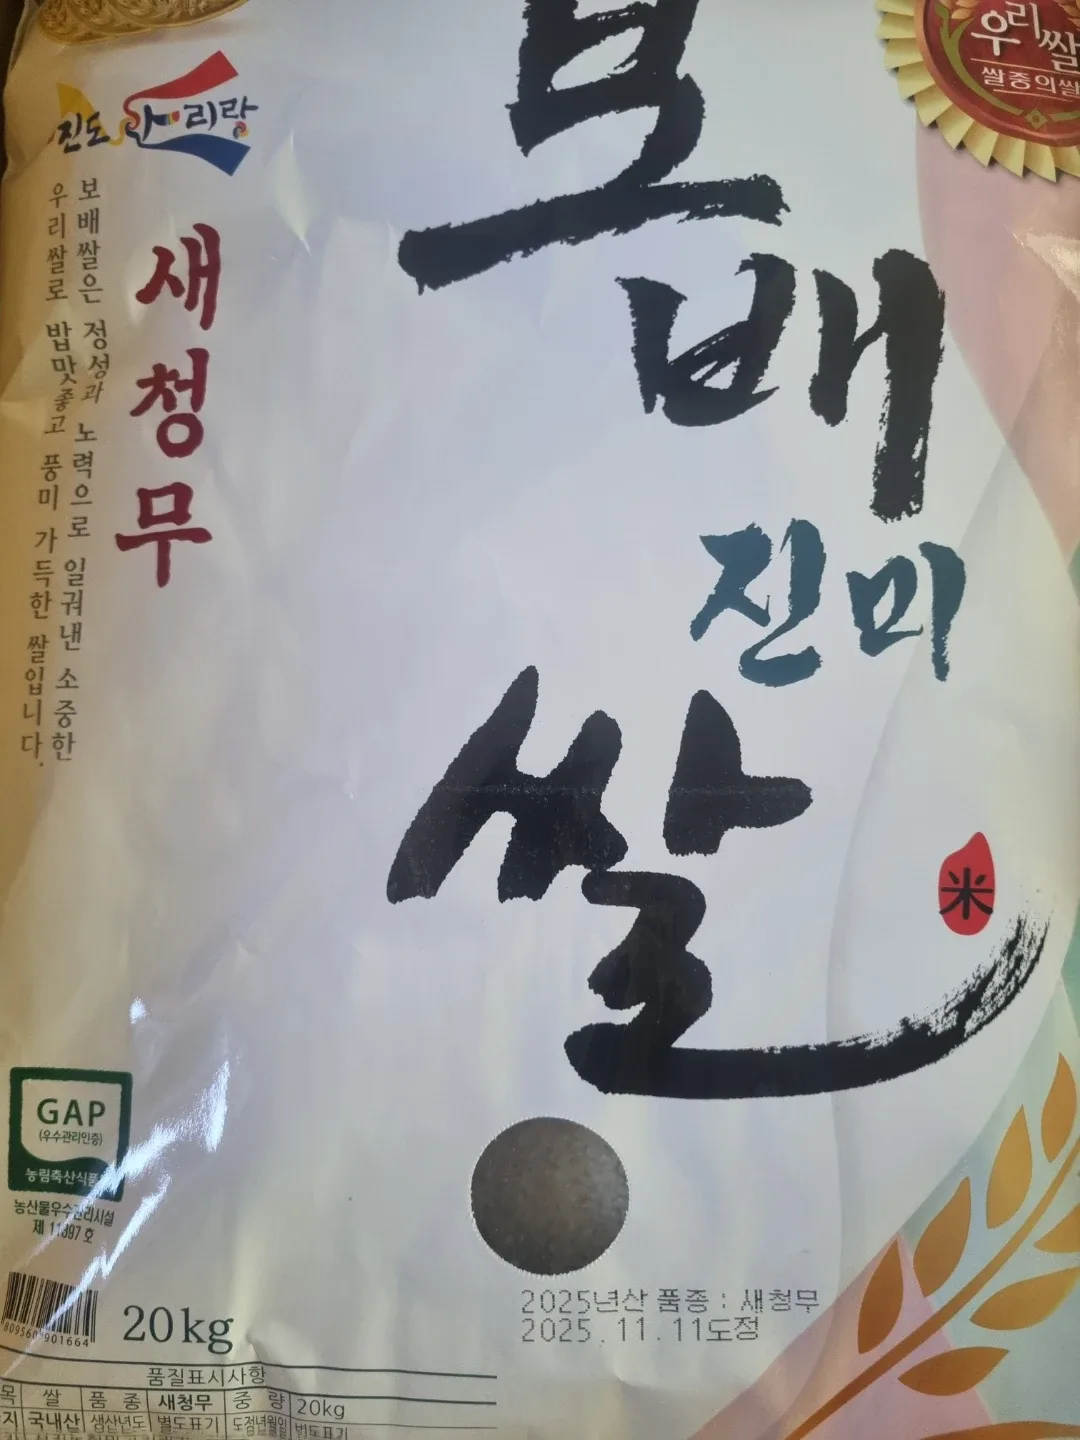 우리쌀
쌀중의쌀
진도 아리랑
보배
진미
쌀
米
새청무
보배쌀은 정성과 노력으로 일궈낸 소중한
우리쌀로 밥맛좋고 풍미 가득한 쌀입니다.
GAP
(우수관리인증)
농림축산식품
농산물우수관리시설
제 11397 호
901664
20kg
2025년산 품종 : 새청무
2025.11.11도정
품질표시사항
목 쌀 품 종 새청무 중 량 20kg
지 국내산 생산년도 별도표기 도정년월일 별도표기